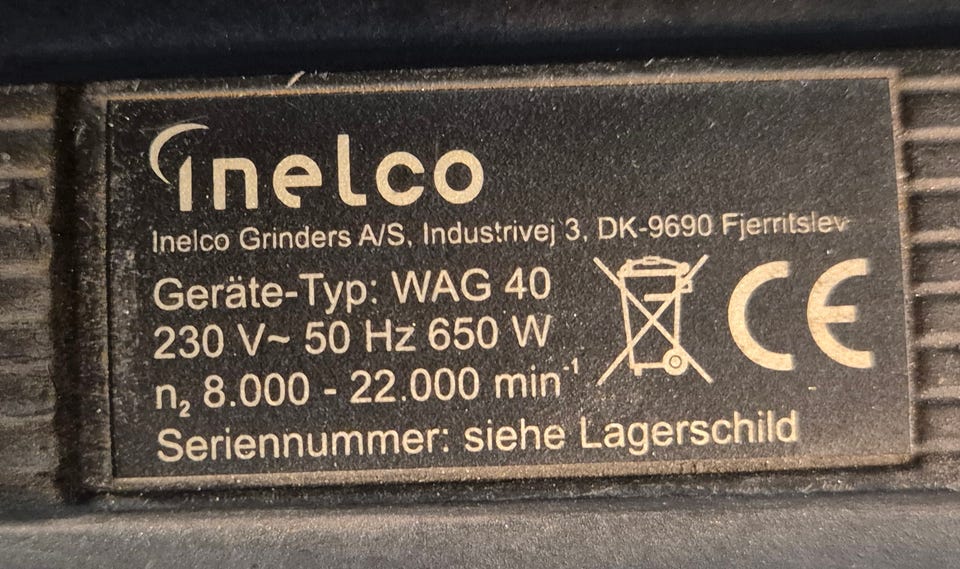 inelco
Inelco Grinders A/S, Industrivej 3, DK-9690 Fjerritslev
Geräte-Typ: WAG 40
230 V~ 50 Hz 650 W
n₂ 8.000 - 22.000 min⁻¹
CE
Seriennummer: siehe Lagerschild